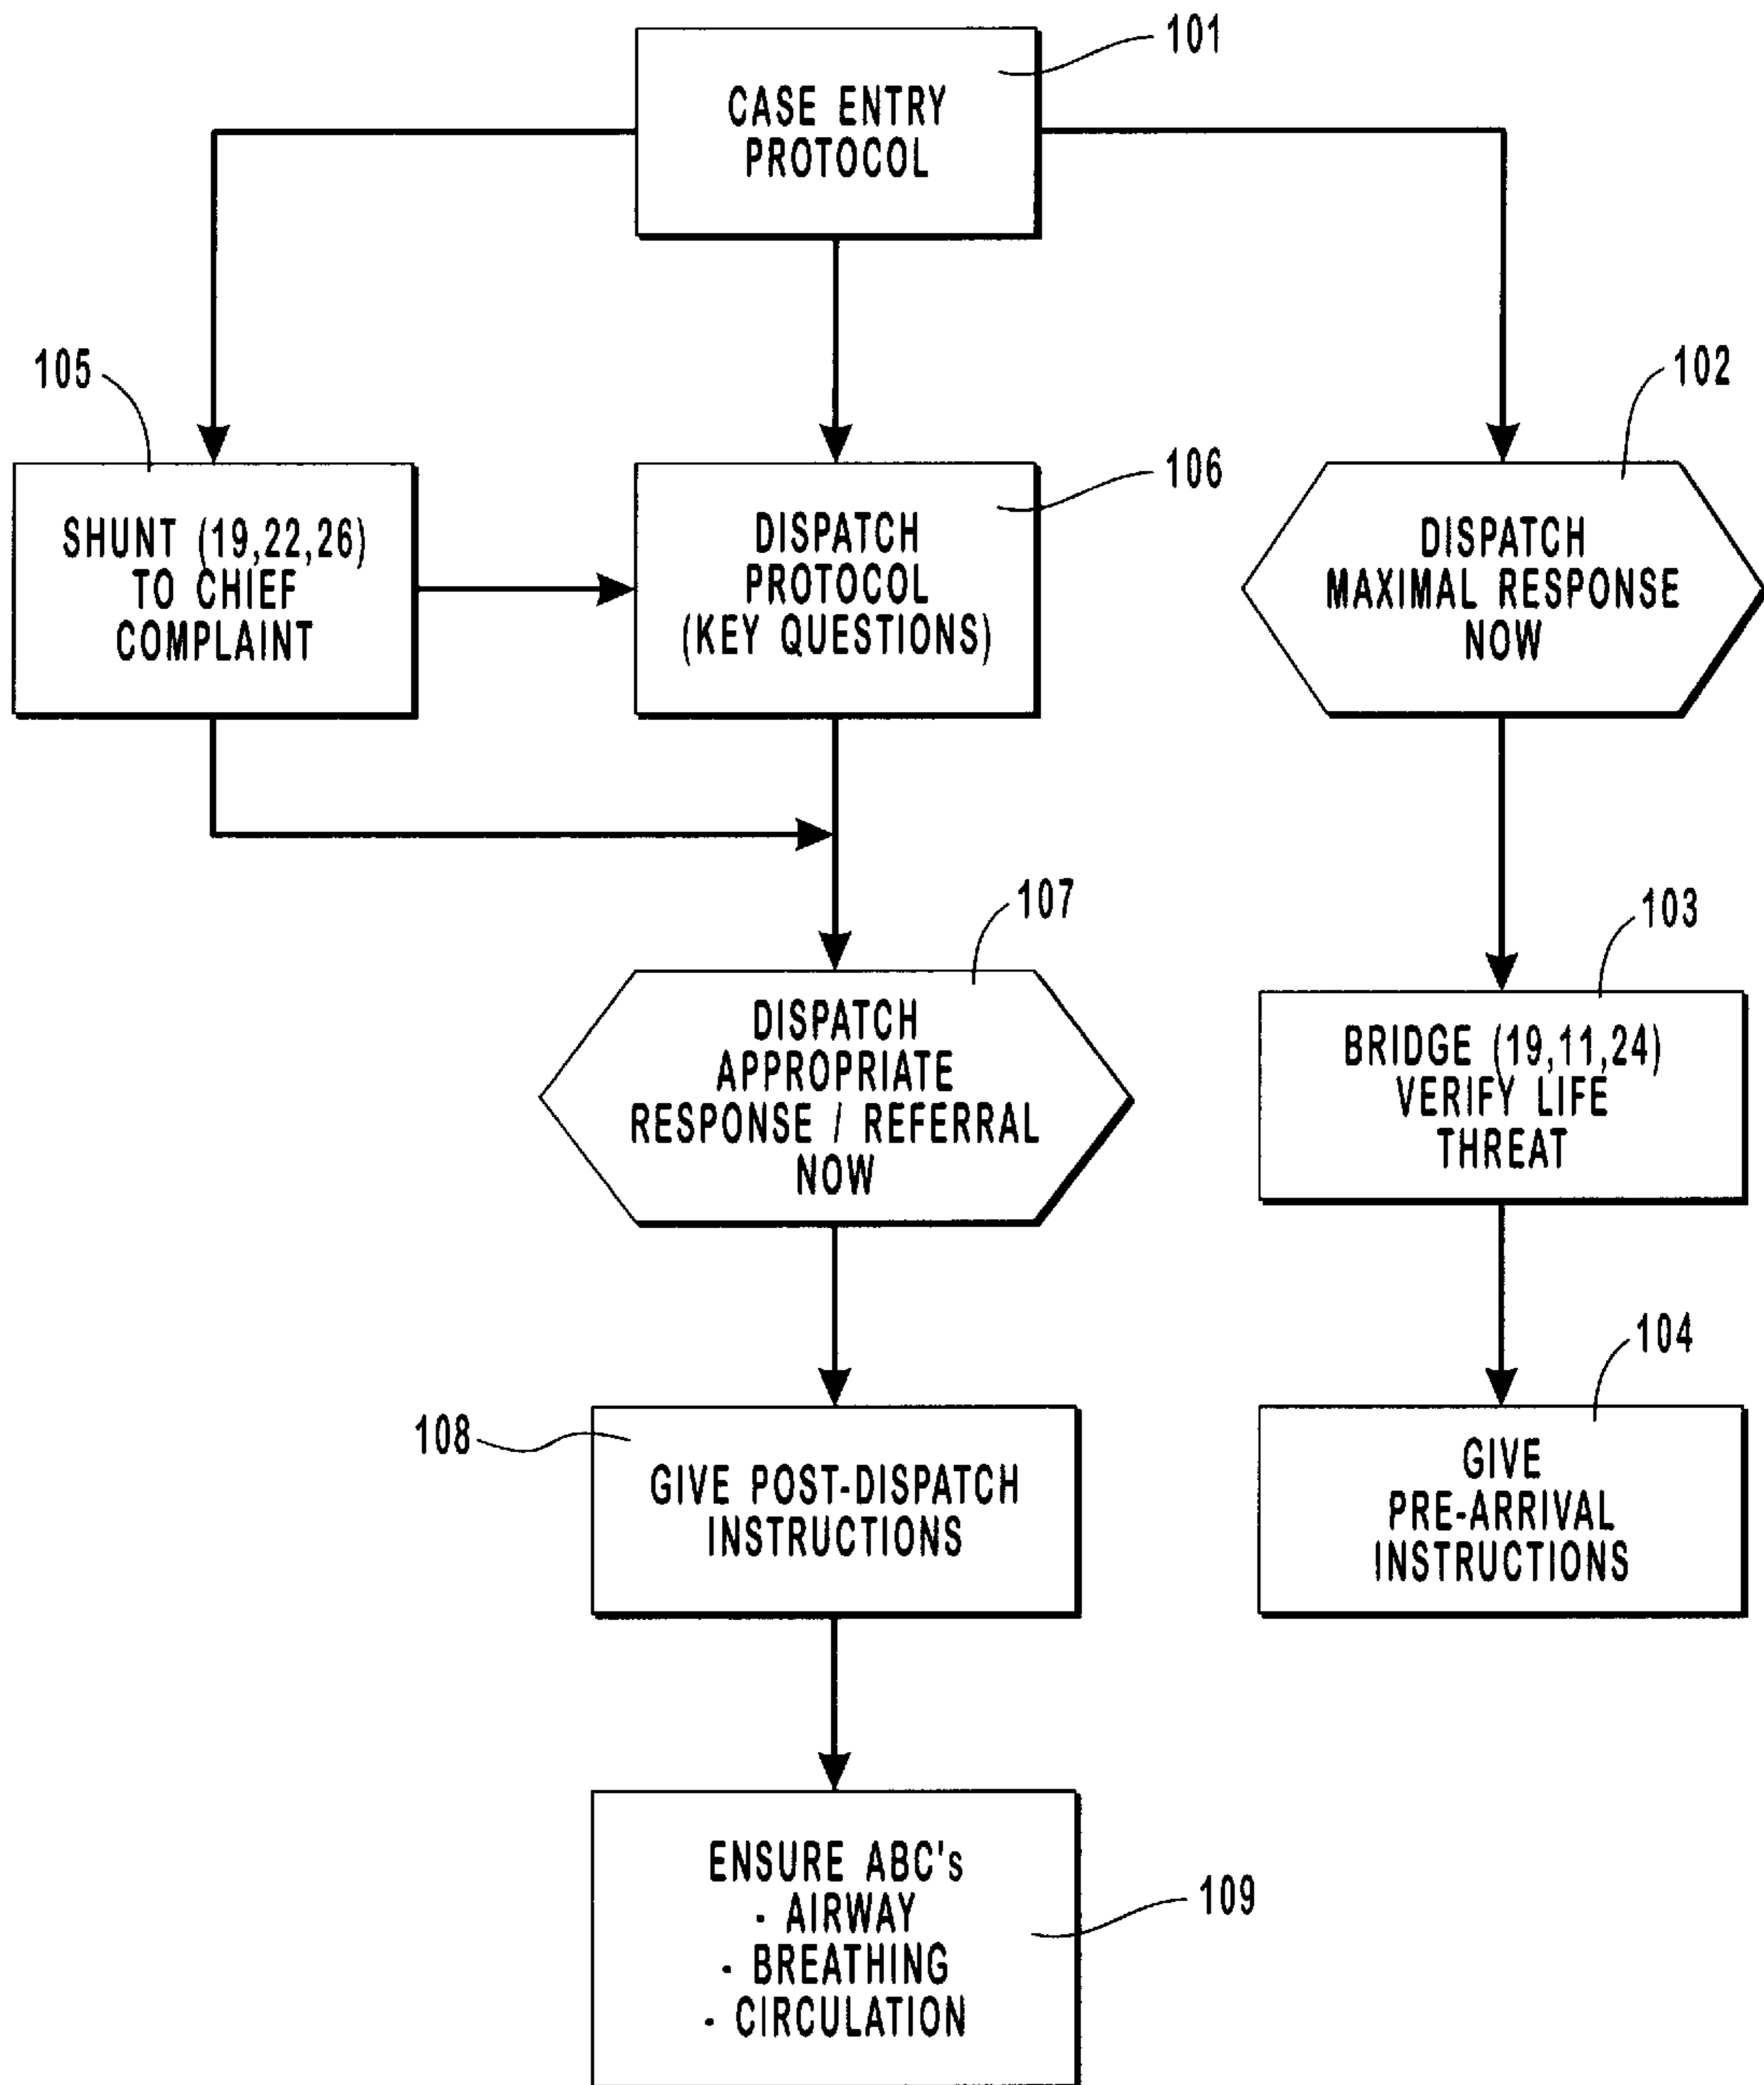 101
CASE ENTRY
PROTOCOL
105
SHUNT (19,22,26)
TO CHIEF
COMPLAINT
106
DISPATCH
PROTOCOL
(KEY QUESTIONS)
102
DISPATCH
MAXIMAL RESPONSE
NOW
107
DISPATCH
APPROPRIATE
RESPONSE / REFERRAL
NOW
103
BRIDGE (19,11,24)
VERIFY LIFE
THREAT
108
GIVE POST-DISPATCH
INSTRUCTIONS
104
GIVE
PRE-ARRIVAL
INSTRUCTIONS
109
ENSURE ABC's
- AIRWAY
- BREATHING
- CIRCULATION